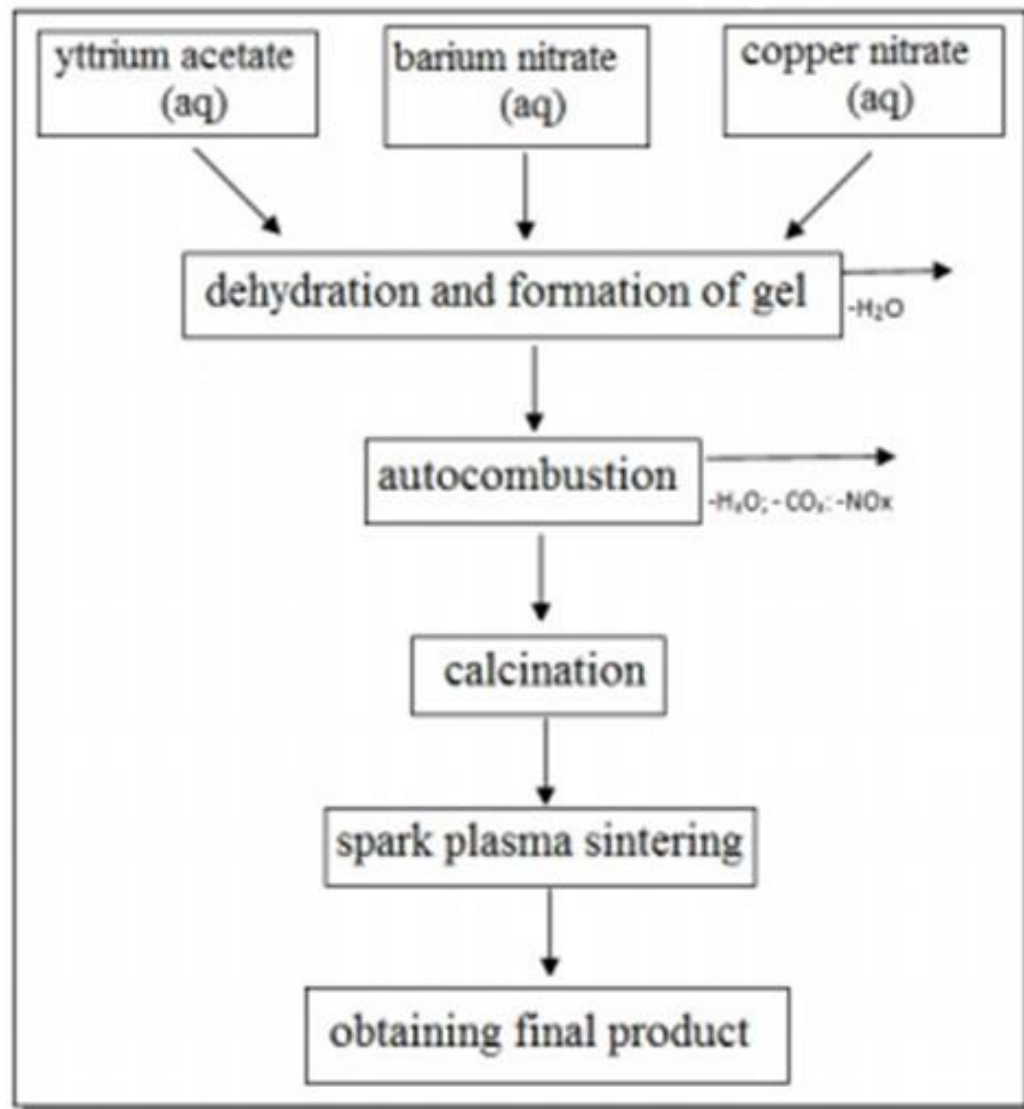 yttrium acetate
(aq)
barium nitrate
(aq)
copper nitrate
(aq)
dehydration and formation of gel
-H₂O
autocombustion
-H₂O; - CO₂: -NOx
calcination
spark plasma sintering
obtaining final product